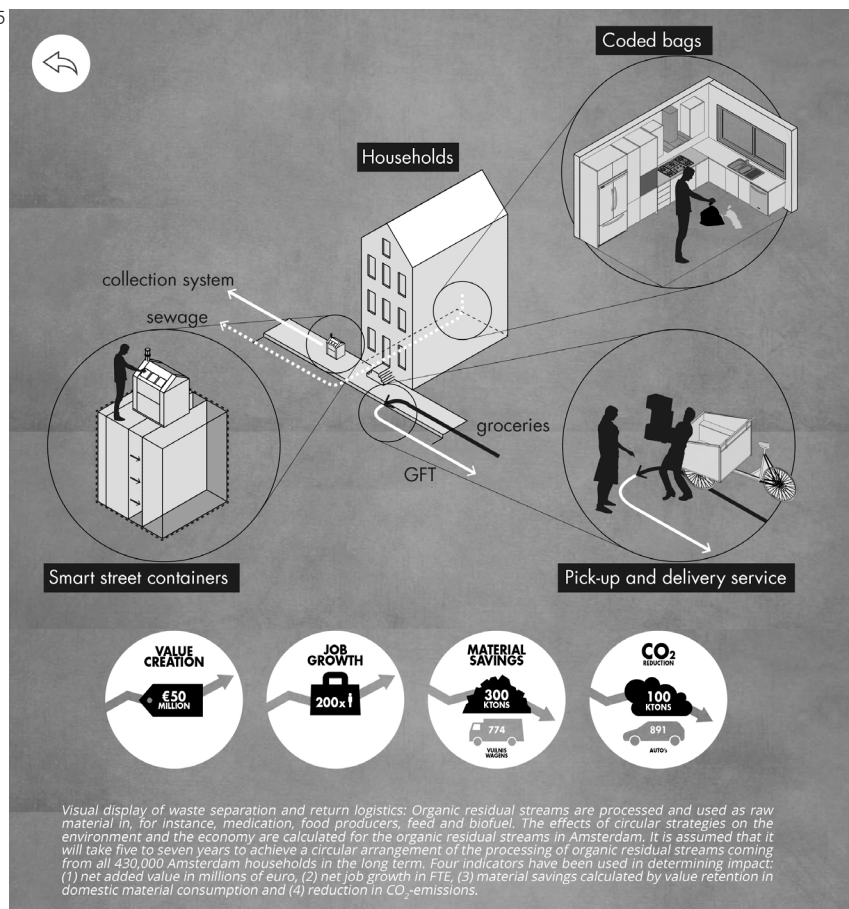 5
Coded bags
Households
collection system
sewage
groceries
GFT
Smart street containers
Pick-up and delivery service
VALUE
CREATION
€50
MILLION
JOB
GROWTH
200x
MATERIAL
SAVINGS
300
KTONS
774
VUILNIS
WAGENS
CO₂
REDUCTION
100
KTONS
891
AUTO's
Visual display of waste separation and return logistics: Organic residual streams are processed and used as raw
material in, for instance, medication, food producers, feed and biofuel. The effects of circular strategies on the
environment and the economy are calculated for the organic residual streams in Amsterdam. It is assumed that it
will take five to seven years to achieve a circular arrangement of the processing of organic residual streams coming
from all 430,000 Amsterdam households in the long term. Four indicators have been used in determining impact:
(1) net added value in millions of euro, (2) net job growth in FTE, (3) material savings calculated by value retention in
domestic material consumption and (4) reduction in CO₂-emissions.